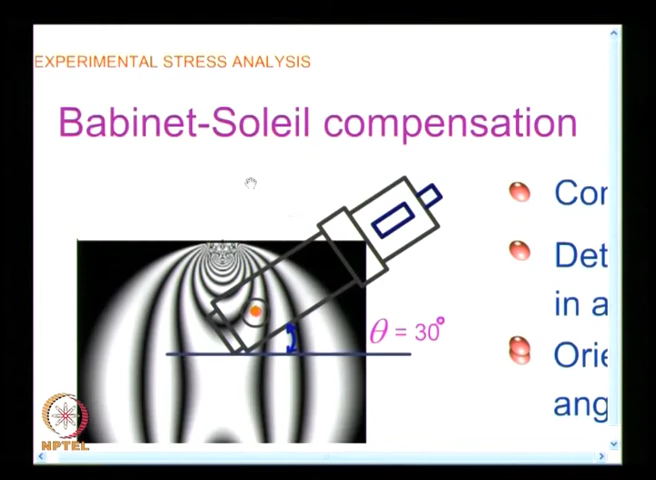 EXPERIMENTAL STRESS ANALYSIS
Babinet-Soleil compensation
Cor
Det
in a
Orie
ang
θ = 30°
NPTEL